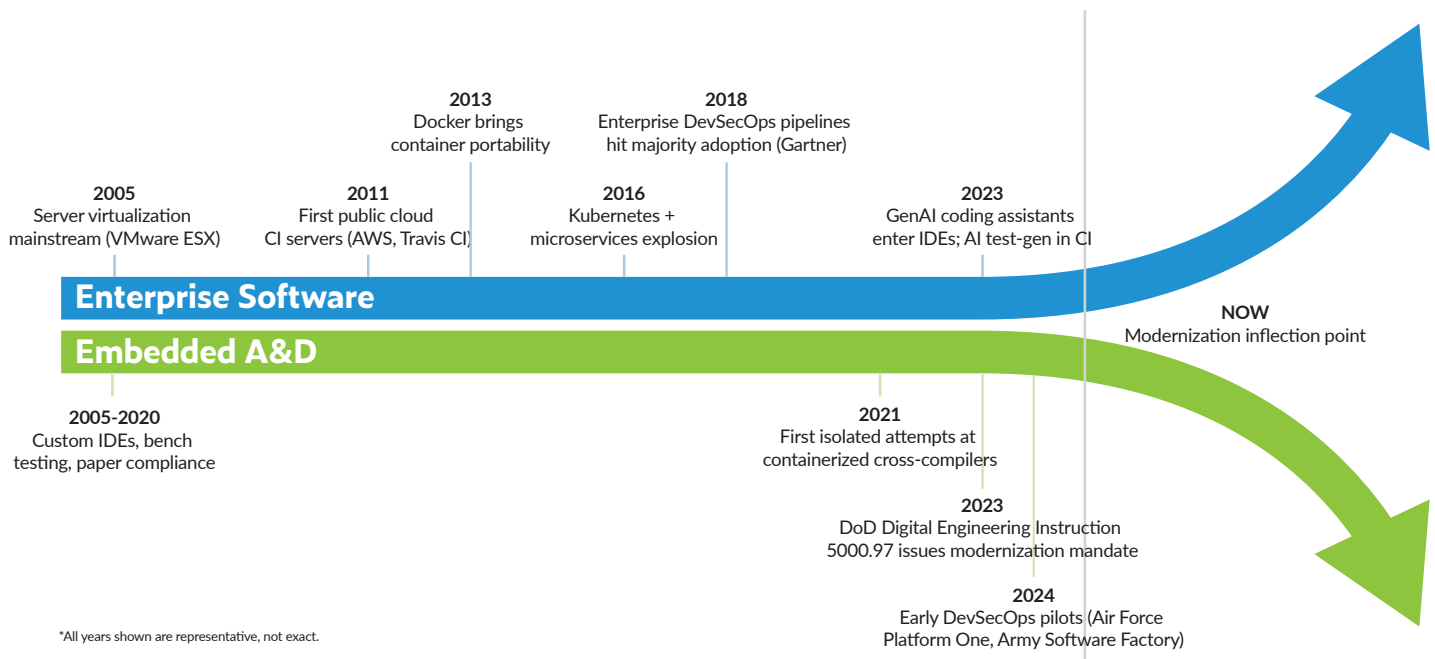 2013
Docker brings
container portability
2018
Enterprise DevSecOps pipelines
hit majority adoption (Gartner)
2005
Server virtualization
mainstream (VMware ESX)
2011
First public cloud
CI servers (AWS, Travis CI)
2016
Kubernetes +
microservices explosion
2023
GenAI coding assistants
enter IDEs; AI test-gen in CI
Enterprise Software
NOW
Modernization inflection point
Embedded A&D
2005-2020
Custom IDEs, bench
testing, paper compliance
2021
First isolated attempts at
containerized cross-compilers
2023
DoD Digital Engineering Instruction
5000.97 issues modernization mandate
2024
Early DevSecOps pilots (Air Force
Platform One, Army Software Factory)
*All years shown are representative, not exact.